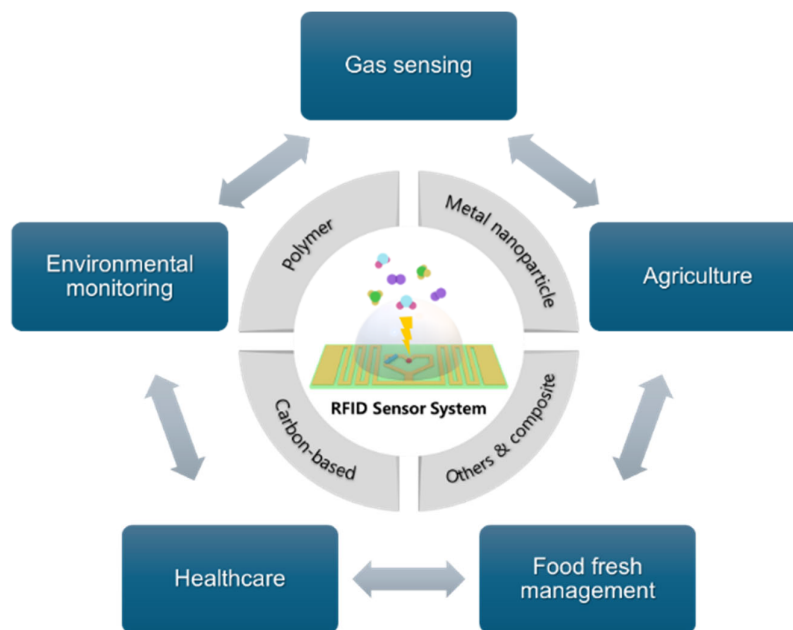 Gas sensing
Environmental
monitoring
Polymer
Metal nanoparticle
Agriculture
RFID Sensor System
Carbon-based
Others & composite
Healthcare
Food fresh
management